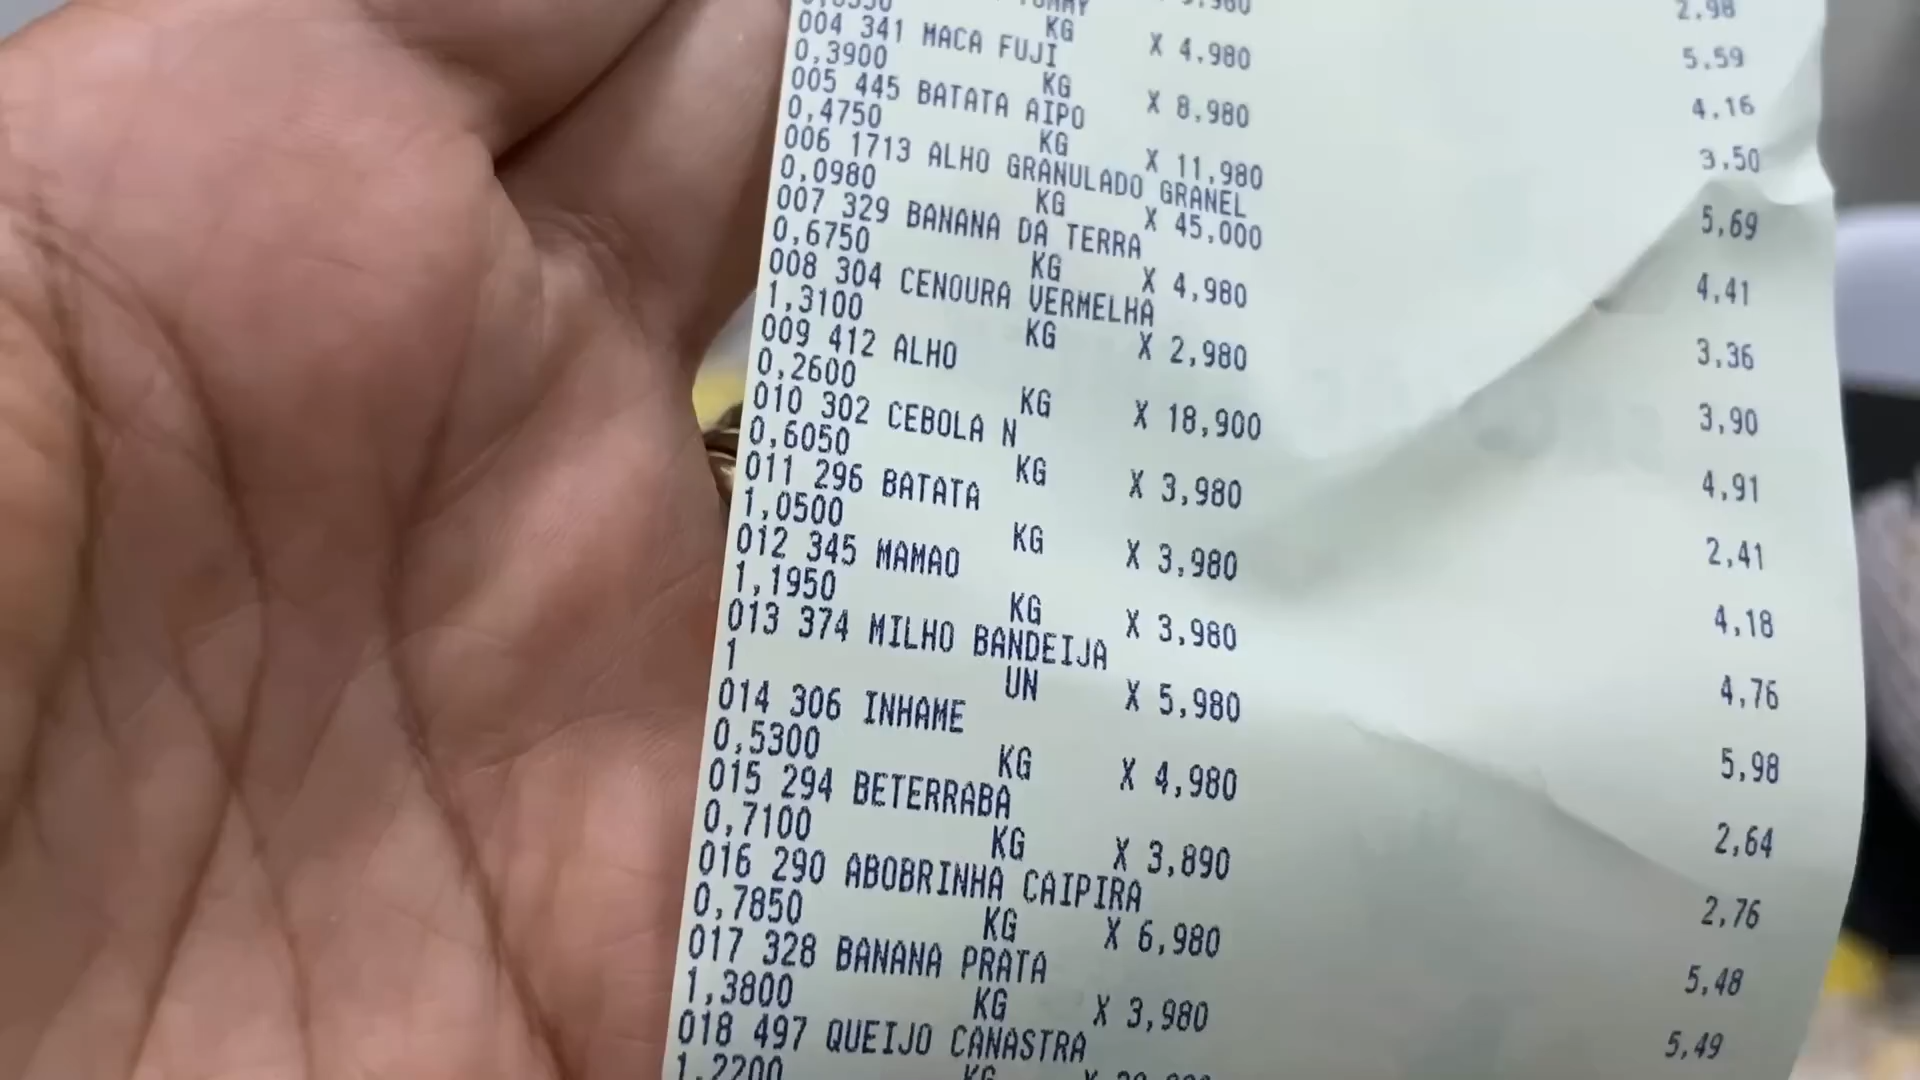 2.98
5.59
KG X 4.980 4.16
004 341 MACA FUJI
0,3900 KG X 8.980 3.50
005 445 BATATA AIPO
0,4750 KG X 11,980 5,69
006 1713 ALHO GRANULADO GRANEL
0,0980 KG X 45,000 4,41
007 329 BANANA DA TERRA
0,6750 KG X 4,980 3,36
008 304 CENOURA VERMELHA
1,3100 KG X 2,980 3,90
009 412 ALHO
0,2600 KG X 18,900 4,91
010 302 CEBOLA N
0,6050 KG X 3,980 2,41
011 296 BATATA
1,0500 KG X 3,980 4,18
012 345 MAMAO
1,1950 KG X 3,980 4,76
013 374 MILHO BANDEIJA
1 UN X 5,980 5,98
014 306 INHAME
0,5300 KG X 4,980 2,64
015 294 BETERRABA
0,7100 KG X 3,890 2,76
016 290 ABOBRINHA CAIPIRA
0,7850 KG X 6,980 5,48
017 328 BANANA PRATA
1,3800 KG X 3,980 5,49
018 497 QUEIJO CANASTRA
1,2200 KG X